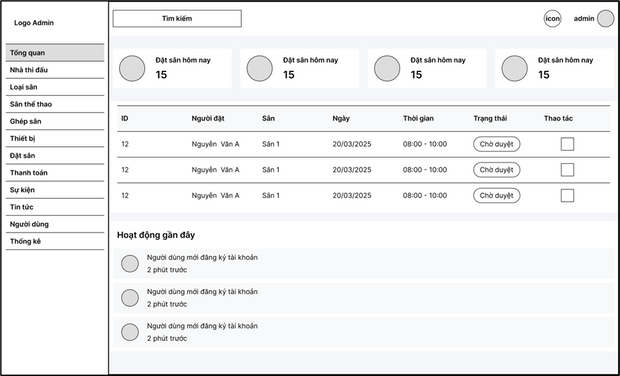 Logo Admin
Tìm kiếm
icon
admin
Tổng quan
Nhà thi đấu
Loại sân
Sân thể thao
Ghép sân
Thiết bị
Đặt sân
Thanh toán
Sự kiện
Tin tức
Người dùng
Thống kê
Đặt sân hôm nay
15
Đặt sân hôm nay
15
Đặt sân hôm nay
15
Đặt sân hôm nay
15
ID Người đặt Sân Ngày Thời gian Trạng thái Thao tác
12 Nguyễn Văn A Sân 1 20/03/2025 08:00 - 10:00 Chờ duyệt
12 Nguyễn Văn A Sân 1 20/03/2025 08:00 - 10:00 Chờ duyệt
12 Nguyễn Văn A Sân 1 20/03/2025 08:00 - 10:00 Chờ duyệt
Hoạt động gần đây
Người dùng mới đăng ký tài khoản
2 phút trước
Người dùng mới đăng ký tài khoản
2 phút trước
Người dùng mới đăng ký tài khoản
2 phút trước